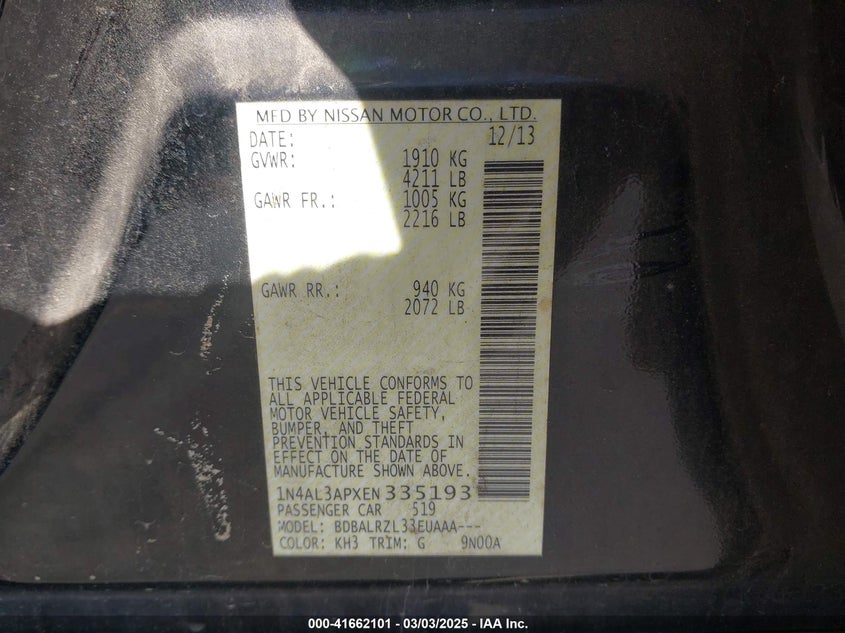 MFD BY NISSAN MOTOR CO., LTD.
DATE: 12/13
GVWR: 1910 KG
4211 LB
GAWR FR.: 1005 KG
2216 LB
GAWR RR.: 940 KG
2072 LB
THIS VEHICLE CONFORMS TO
ALL APPLICABLE FEDERAL
MOTOR VEHICLE SAFETY,
BUMPER, AND THEFT
PREVENTION STANDARDS IN
EFFECT ON THE DATE OF
MANUFACTURE SHOWN ABOVE.
1N4AL3APXEN335193
PASSENGER CAR 519
MODEL: BDBALRZL33EUAAA---
COLOR: KH3 TRIM: G 9N00A
000-41662101 - 03/03/2025 - IAA Inc.